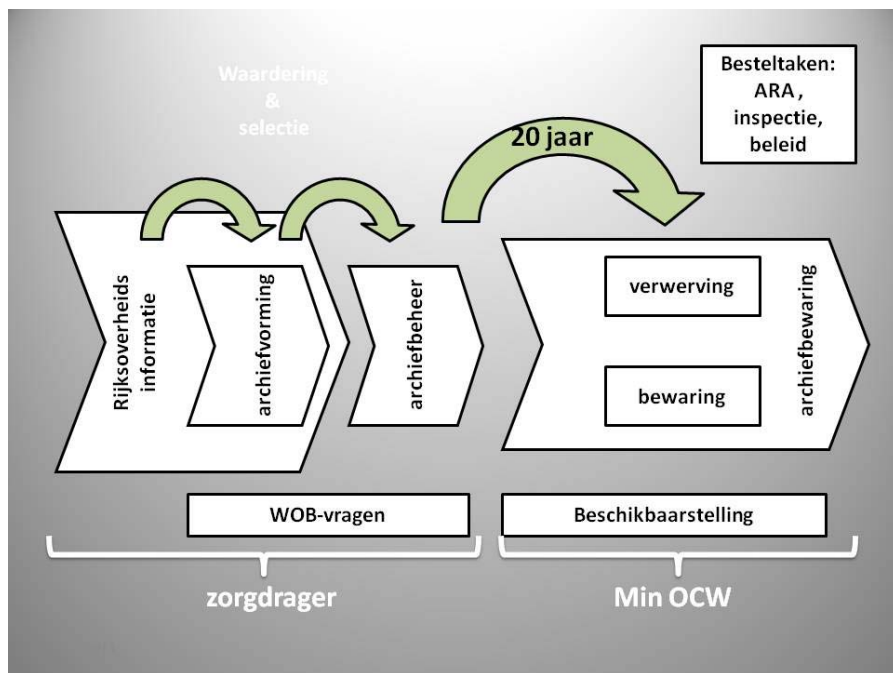 Waardering
&
selectie
Besteltaken:
ARA ,
inspectie,
beleid
20 jaar
Rijksoverheids
informatie
archiefvorming
archiefbeheer
verwerving
bewaring
archiefbewaring
WOB-vragen
Beschikbaarstelling
zorgdrager
Min OCW